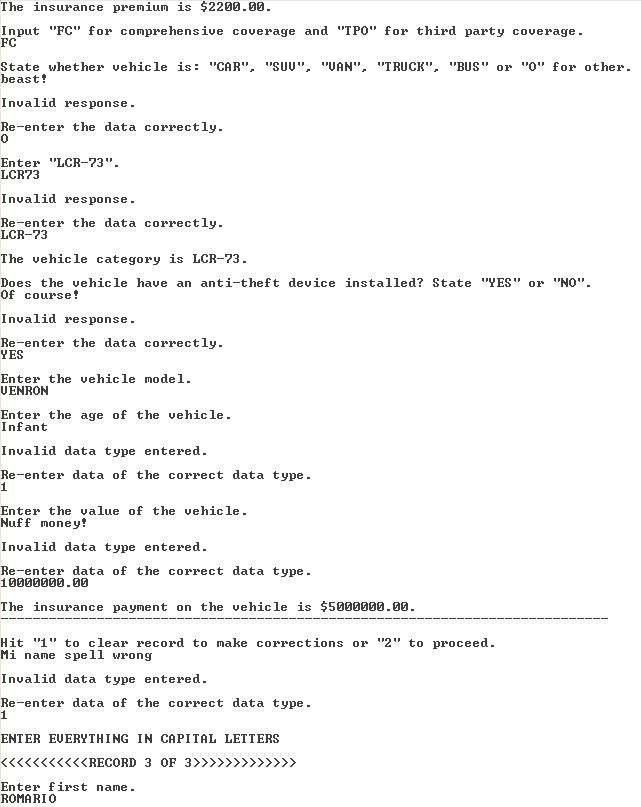 The insurance premium is $2200.00.
Input "FC" for comprehensive coverage and "TPO" for third party coverage.
FC
State whether vehicle is: "CAR", "SUV", "VAN", "TRUCK", "BUS" or "O" for other.
beast!
Invalid response.
Re-enter the data correctly.
O
Enter "LCR-73".
LCR73
Invalid response.
Re-enter the data correctly.
LCR-73
The vehicle category is LCR-73.
Does the vehicle have an anti-theft device installed? State "YES" or "NO".
Of course!
Invalid response.
Re-enter the data correctly.
YES
Enter the vehicle model.
VENRON
Enter the age of the vehicle.
Infant
Invalid data type entered.
Re-enter data of the correct data type.
1
Enter the value of the vehicle.
Nuff money!
Invalid data type entered.
Re-enter data of the correct data type.
10000000.00
The insurance payment on the vehicle is $5000000.00.
----------------------------------------------------------------------------
Hit "1" to clear record to make corrections or "2" to proceed.
Mi name spell wrong
Invalid data type entered.
Re-enter data of the correct data type.
1
ENTER EVERYTHING IN CAPITAL LETTERS
<<<<<<<<<<<RECORD 3 OF 3>>>>>>>>>>>>>
Enter first name.
ROMARIO